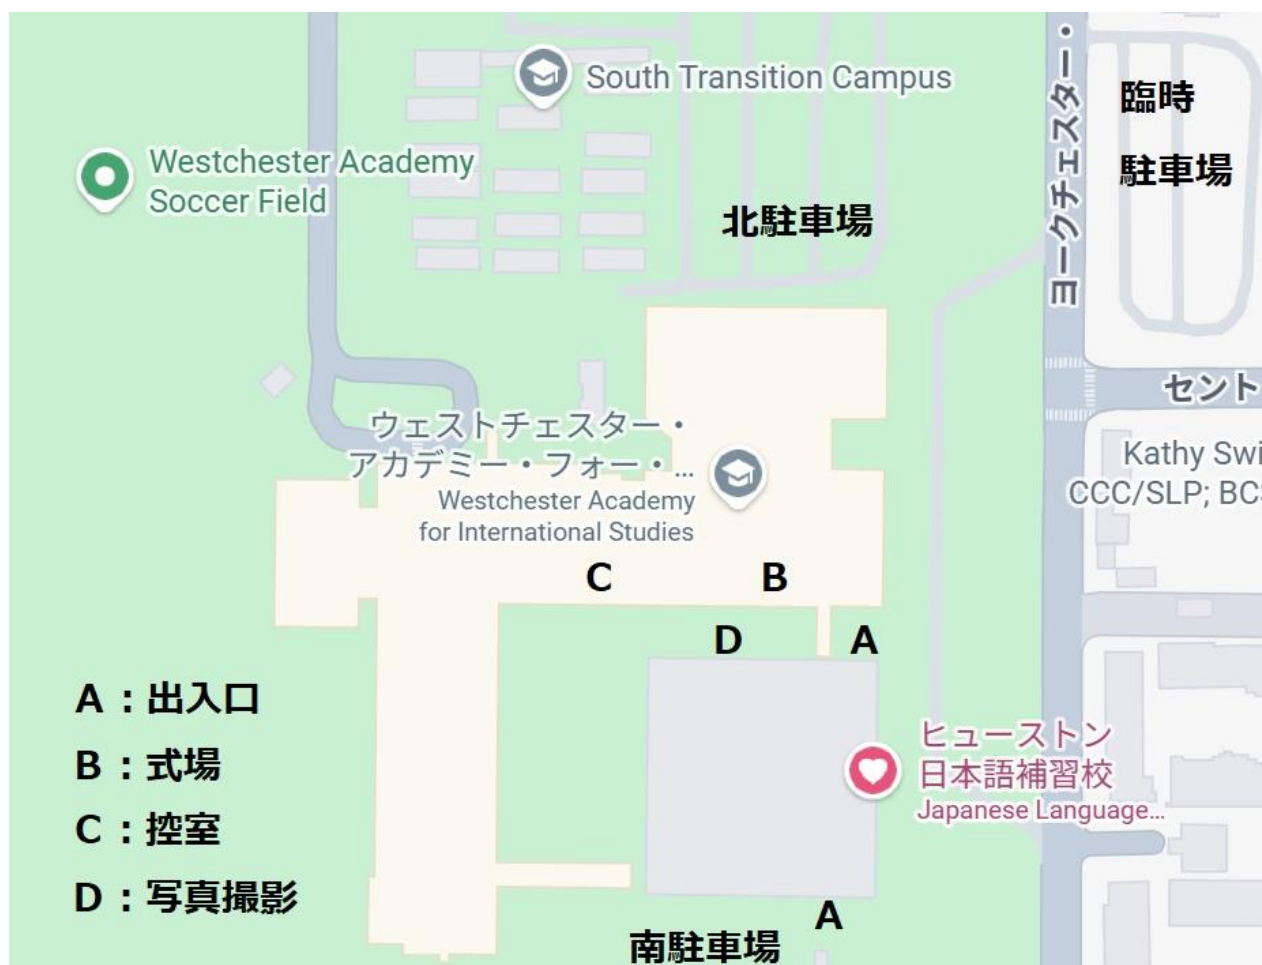 South Transition Campus
Westchester Academy
Soccer Field
ヨークチェスター・
臨時
駐車場
北駐車場
セント
ウェストチェスター・
アカデミー・フォー・...
Westchester Academy
for International Studies
Kathy Swi
CCC/SLP; BCS
C
B
D
A
A：出入口
B：式場
C：控室
D：写真撮影
ヒューストン
日本語補習校
Japanese Language...
A
南駐車場